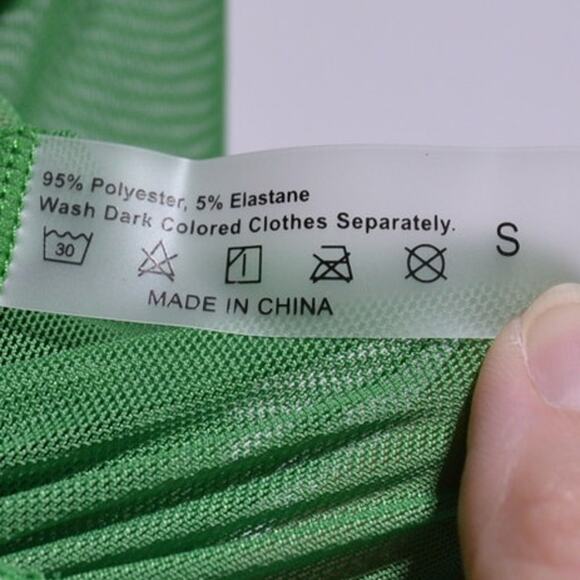 95% Polyester, 5% Elastane
Wash Dark Colored Clothes Separately.
30
S
MADE IN CHINA